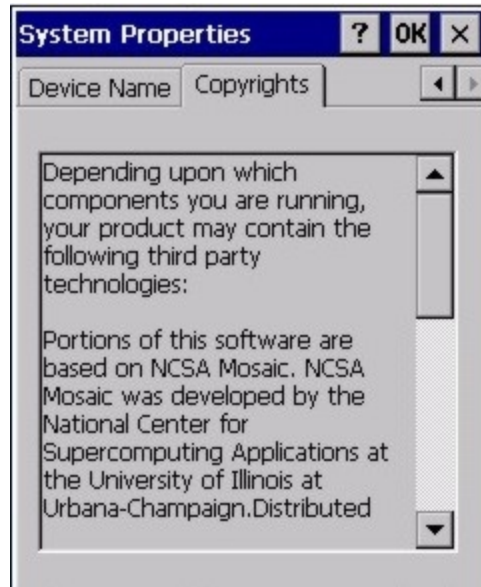 System Properties ? OK ×
Device Name Copyrights
Depending upon which
components you are running,
your product may contain the
following third party
technologies:
Portions of this software are
based on NCSA Mosaic. NCSA
Mosaic was developed by the
National Center for
Supercomputing Applications at
the University of Illinois at
Urbana-Champaign.Distributed